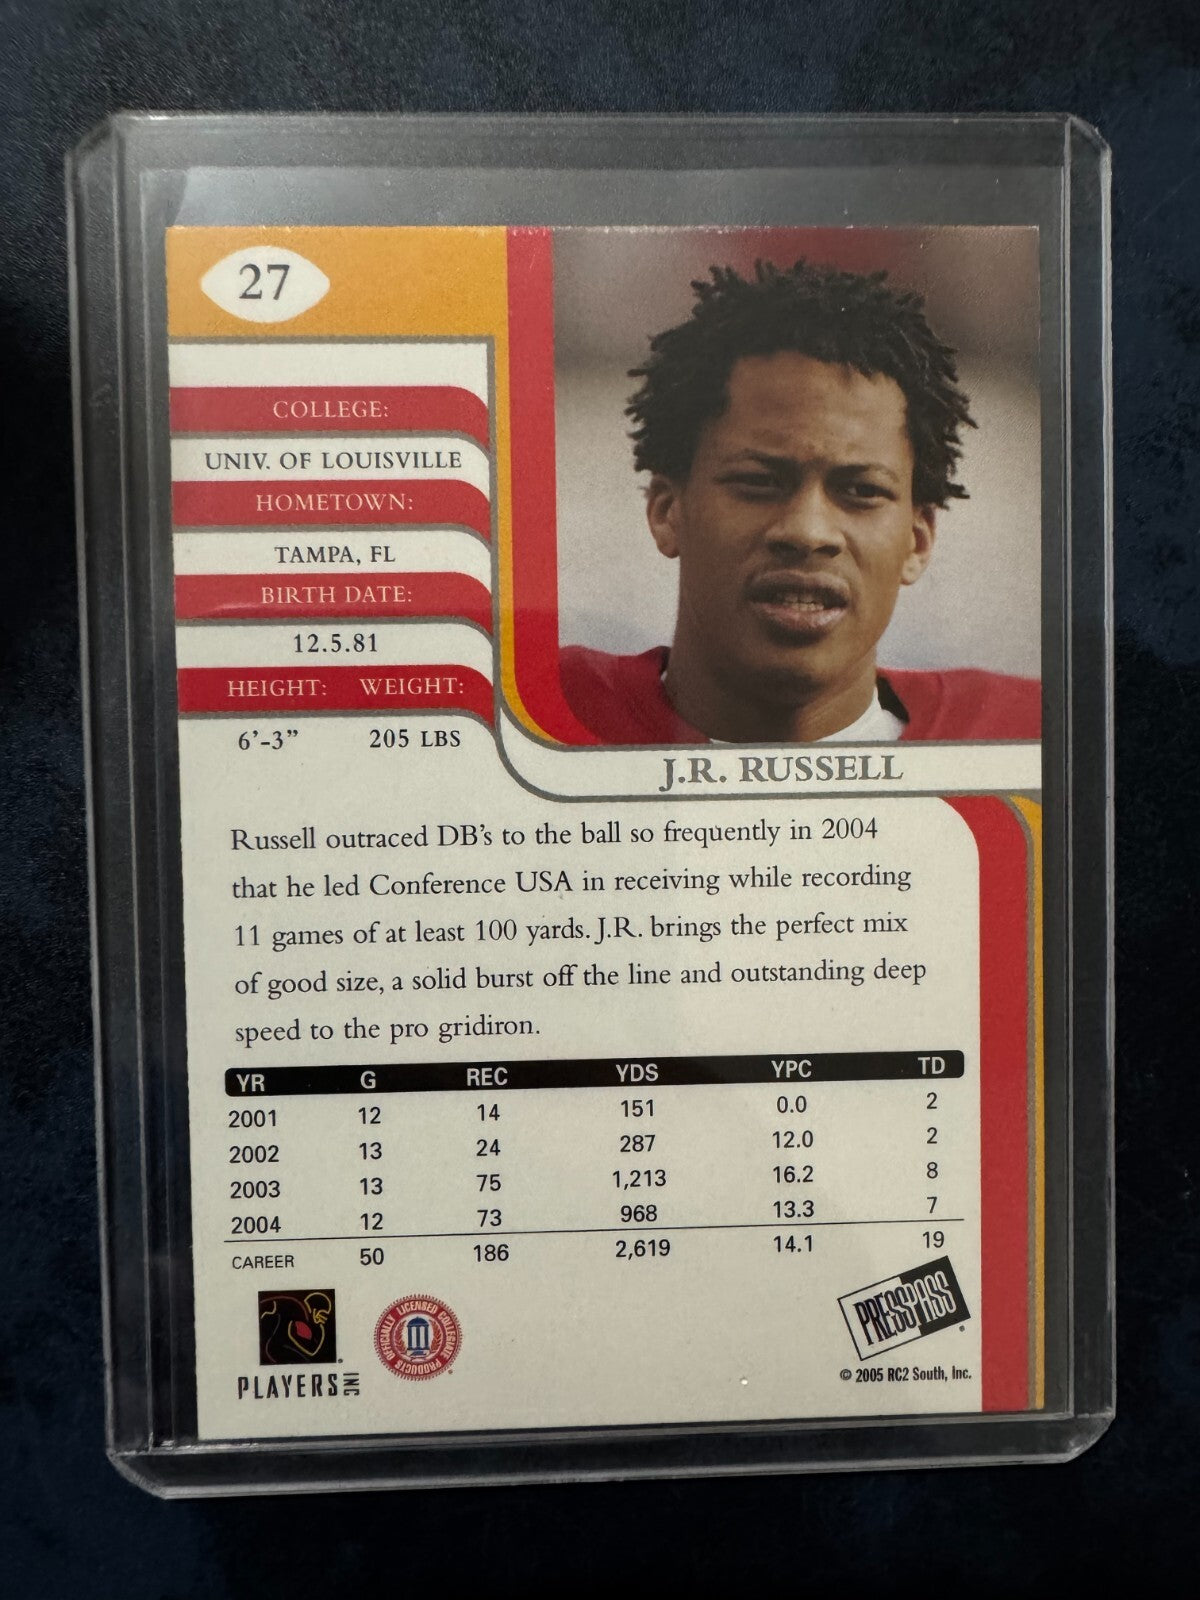 27
COLLEGE:
UNIV. OF LOUISVILLE
HOMETOWN:
TAMPA, FL
BIRTH DATE:
12.5.81
HEIGHT: WEIGHT:
6'-3" 205 LBS
J.R. RUSSELL
Russell outraced DB's to the ball so frequently in 2004
that he led Conference USA in receiving while recording
11 games of at least 100 yards. J.R. brings the perfect mix
of good size, a solid burst off the line and outstanding deep
speed to the pro gridiron.
YR G REC YDS YPC TD
2001 12 14 151 0.0 2
2002 13 24 287 12.0 2
2003 13 75 1,213 16.2 8
2004 12 73 968 13.3 7
CAREER 50 186 2,619 14.1 19
PLAYERS INC
OFFICIALLY LICENSED COLLEGIATE PRODUCTS
PRESS PASS
© 2005 RC2 South, Inc.